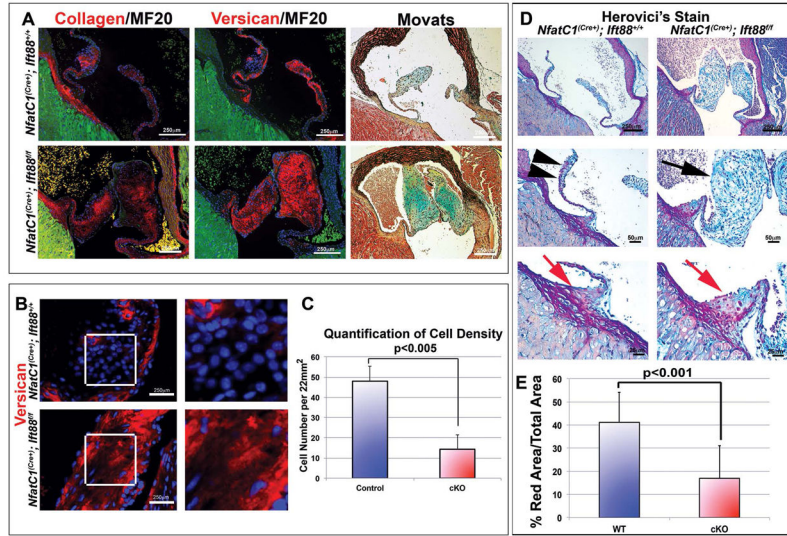 A
Collagen/MF20
Versican/MF20
Movats
NfatC1(Cre+); Ift88+/+
250µm
250µm
NfatC1(Cre+); Ift88f/f
250µm
250µm
B
Versican
NfatC1(Cre+); Ift88+/+
250µm
NfatC1(Cre+); Ift88f/f
250µm
C
Quantification of Cell Density
p<0.005
Cell Number per 22mm²
60
50
40
30
20
10
0
Control
cKO
D
Herovici's Stain
NfatC1(Cre+); Ift88+/+
NfatC1(Cre+); Ift88f/f
250µm
50µm
50µm
E
p<0.001
% Red Area/Total Area
60
50
40
30
20
10
0
WT
cKO